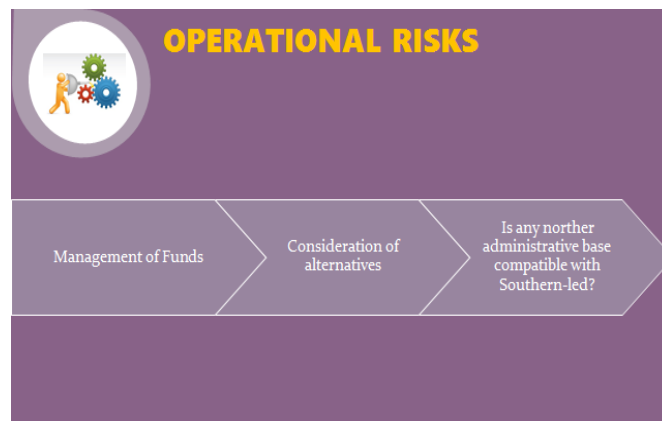 OPERATIONAL RISKS
Management of Funds
Consideration of
alternatives
Is any norther
administrative base
compatible with
Southern-led?